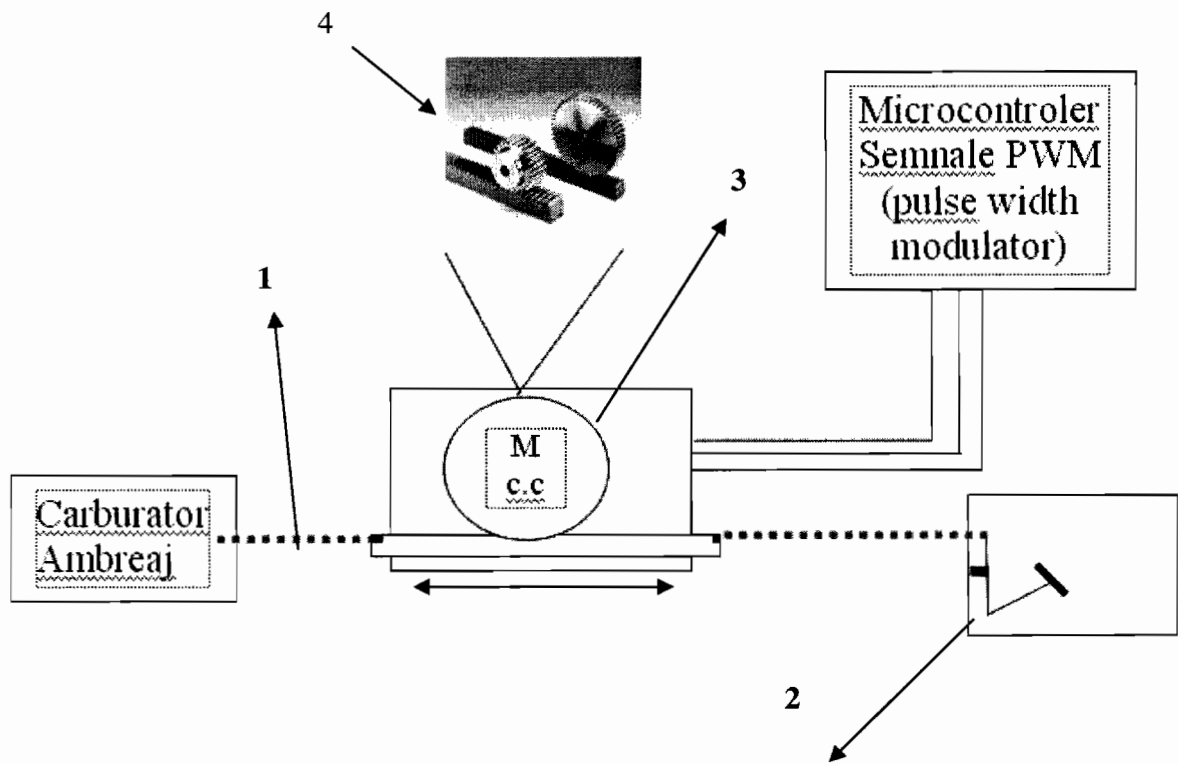 4
Microcontroler
Semnale PWM
(pulse width
modulator)
3
1
M
c.c
Carburator
Ambreaj
2